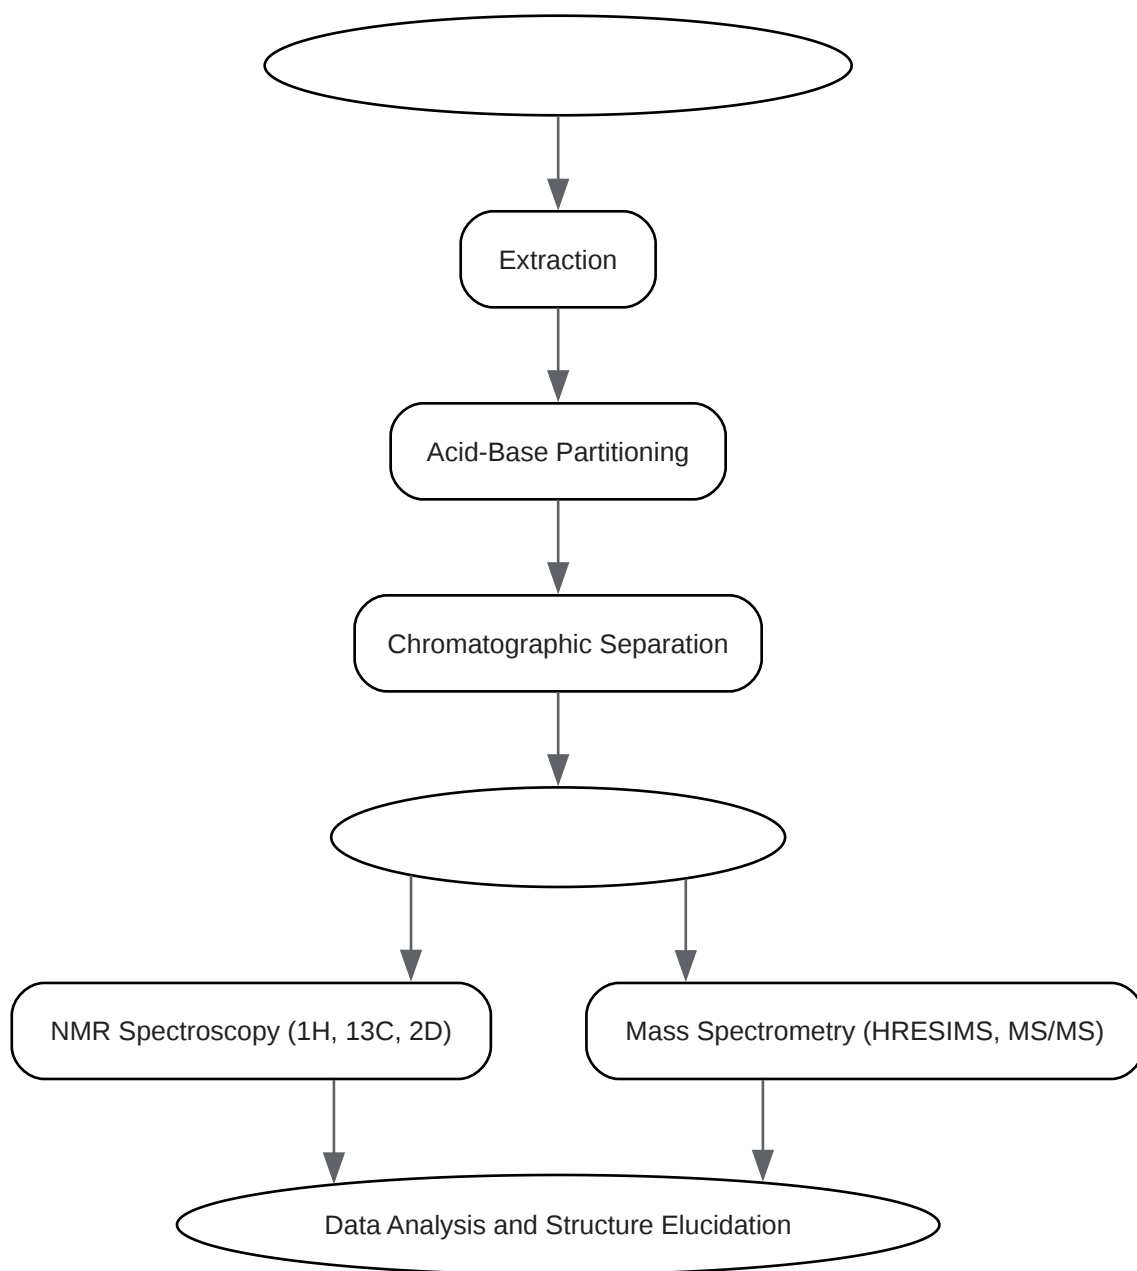 Extraction
Acid-Base Partitioning
Chromatographic Separation
NMR Spectroscopy (1H, 13C, 2D)
Mass Spectrometry (HRESIMS, MS/MS)
Data Analysis and Structure Elucidation